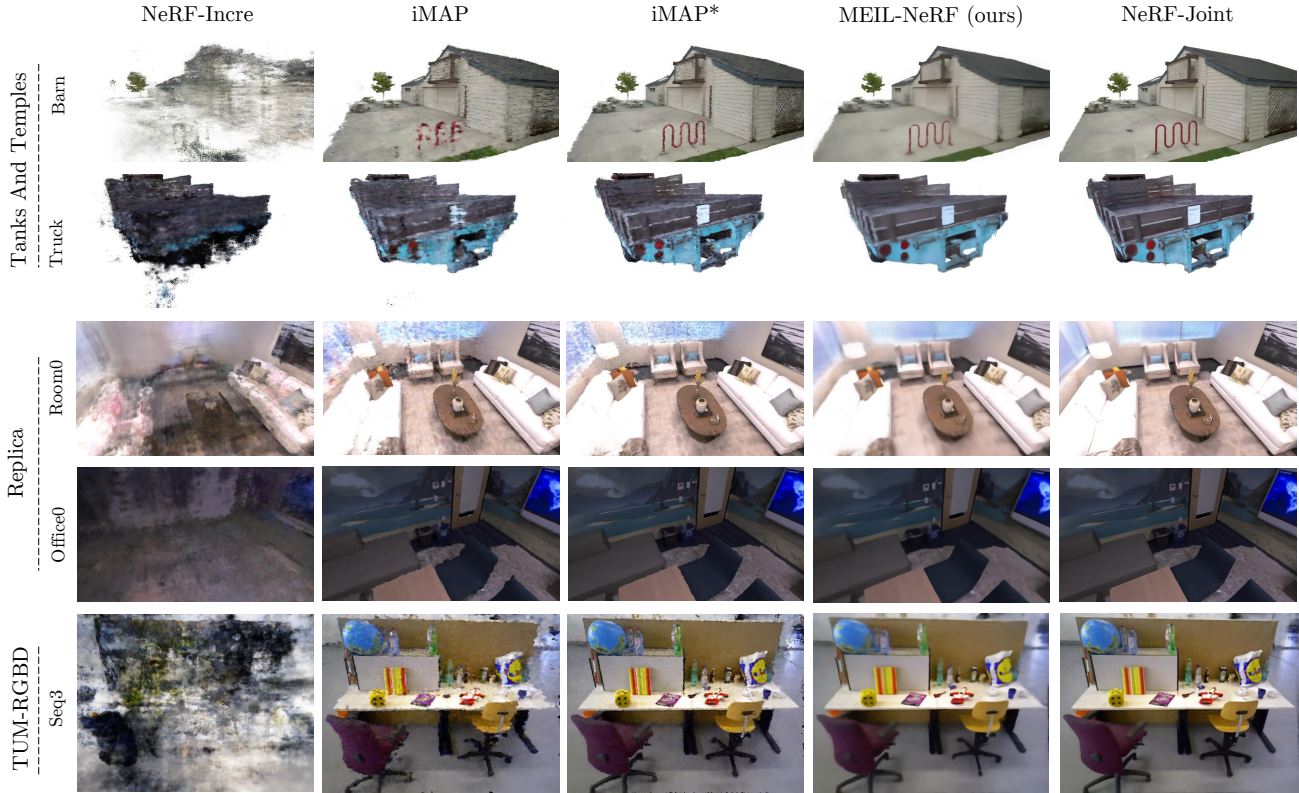 NeRF-Incre iMAP iMAP* MEIL-NeRF (ours) NeRF-Joint
Tanks And Temples
Barn
Truck
Replica
Room0
Office0
TUM-RGBD
Seq3